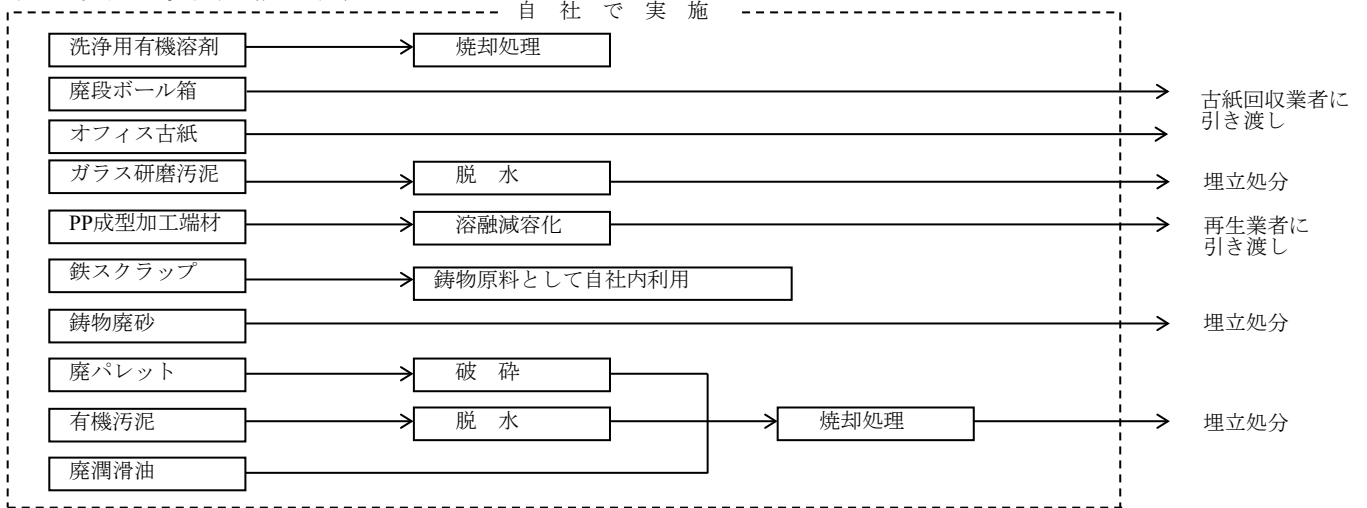 自 社 で 実 施
洗浄用有機溶剤
焼却処理
廃段ボール箱
オフィス古紙
古紙回収業者に
引き渡し
ガラス研磨汚泥
脱 水
埋立処分
PP成型加工端材
溶融減容化
再生業者に
引き渡し
鉄スクラップ
鋳物原料として自社内利用
鋳物廃砂
埋立処分
廃パレット
破 砕
有機汚泥
脱 水
焼却処理
埋立処分
廃潤滑油